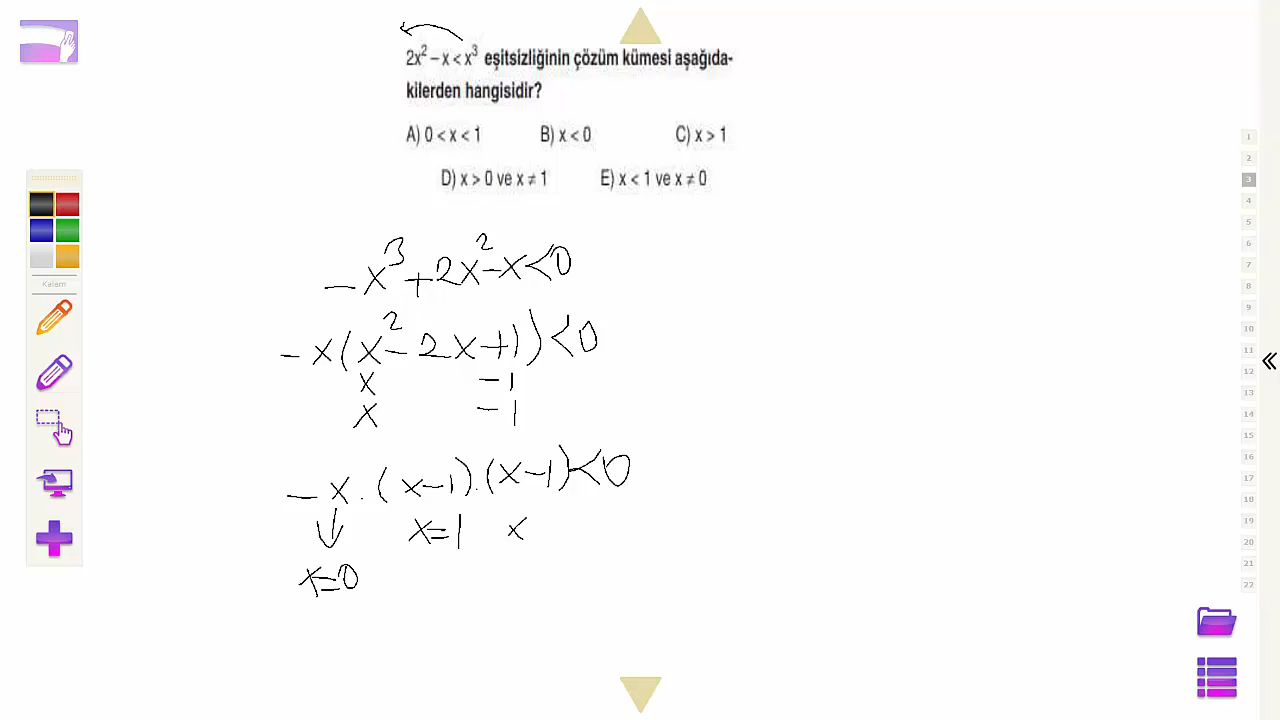 2x² – x < x³ eşitsizliğinin çözüm kümesi aşağıda-
kilerden hangisidir?
A) 0 < x < 1 B) x < 0 C) x > 1
D) x > 0 ve x ≠ 1 E) x < 1 ve x ≠ 0
-x³+2x²-x<0
-x(x²-2x+1)<0
x -1
x -1
-x.(x-1).(x-1)<0
x=1 x
x=0
Kalem
1
2
3
4
5
6
7
8
9
10
11
12
13
14
15
16
17
18
19
20
21
22